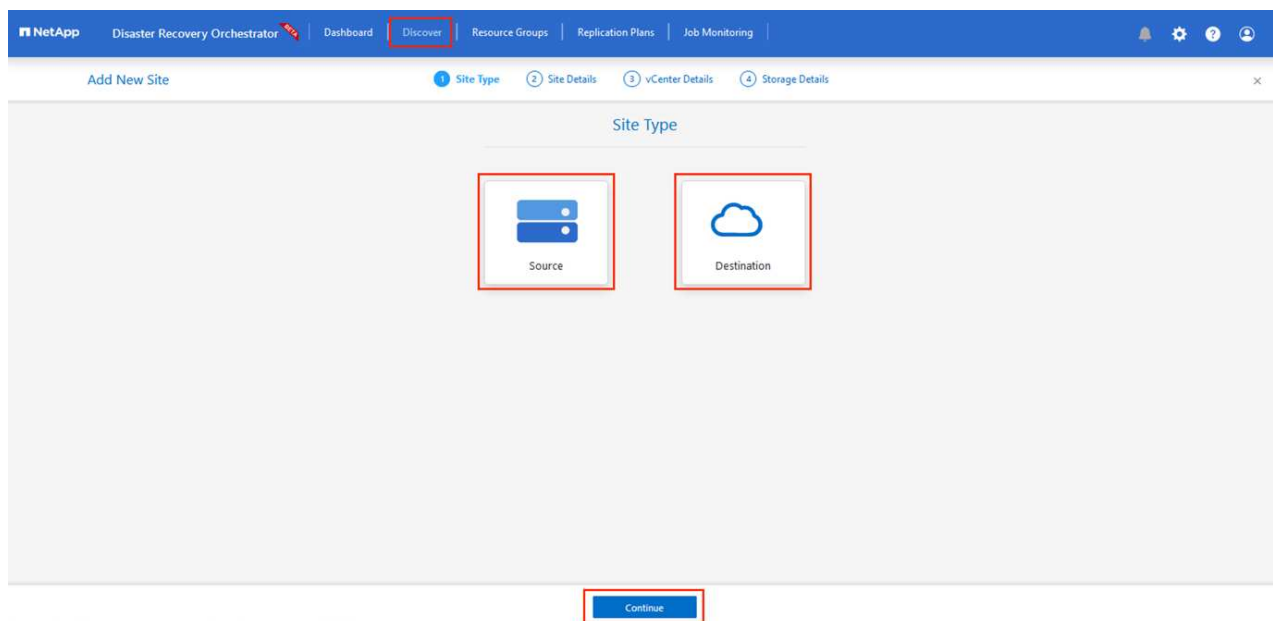 NetApp Disaster Recovery Orchestrator BETA Dashboard Discover Resource Groups Replication Plans Job Monitoring
Add New Site 1 Site Type 2 Site Details 3 vCenter Details 4 Storage Details
Site Type
Source Destination
Continue